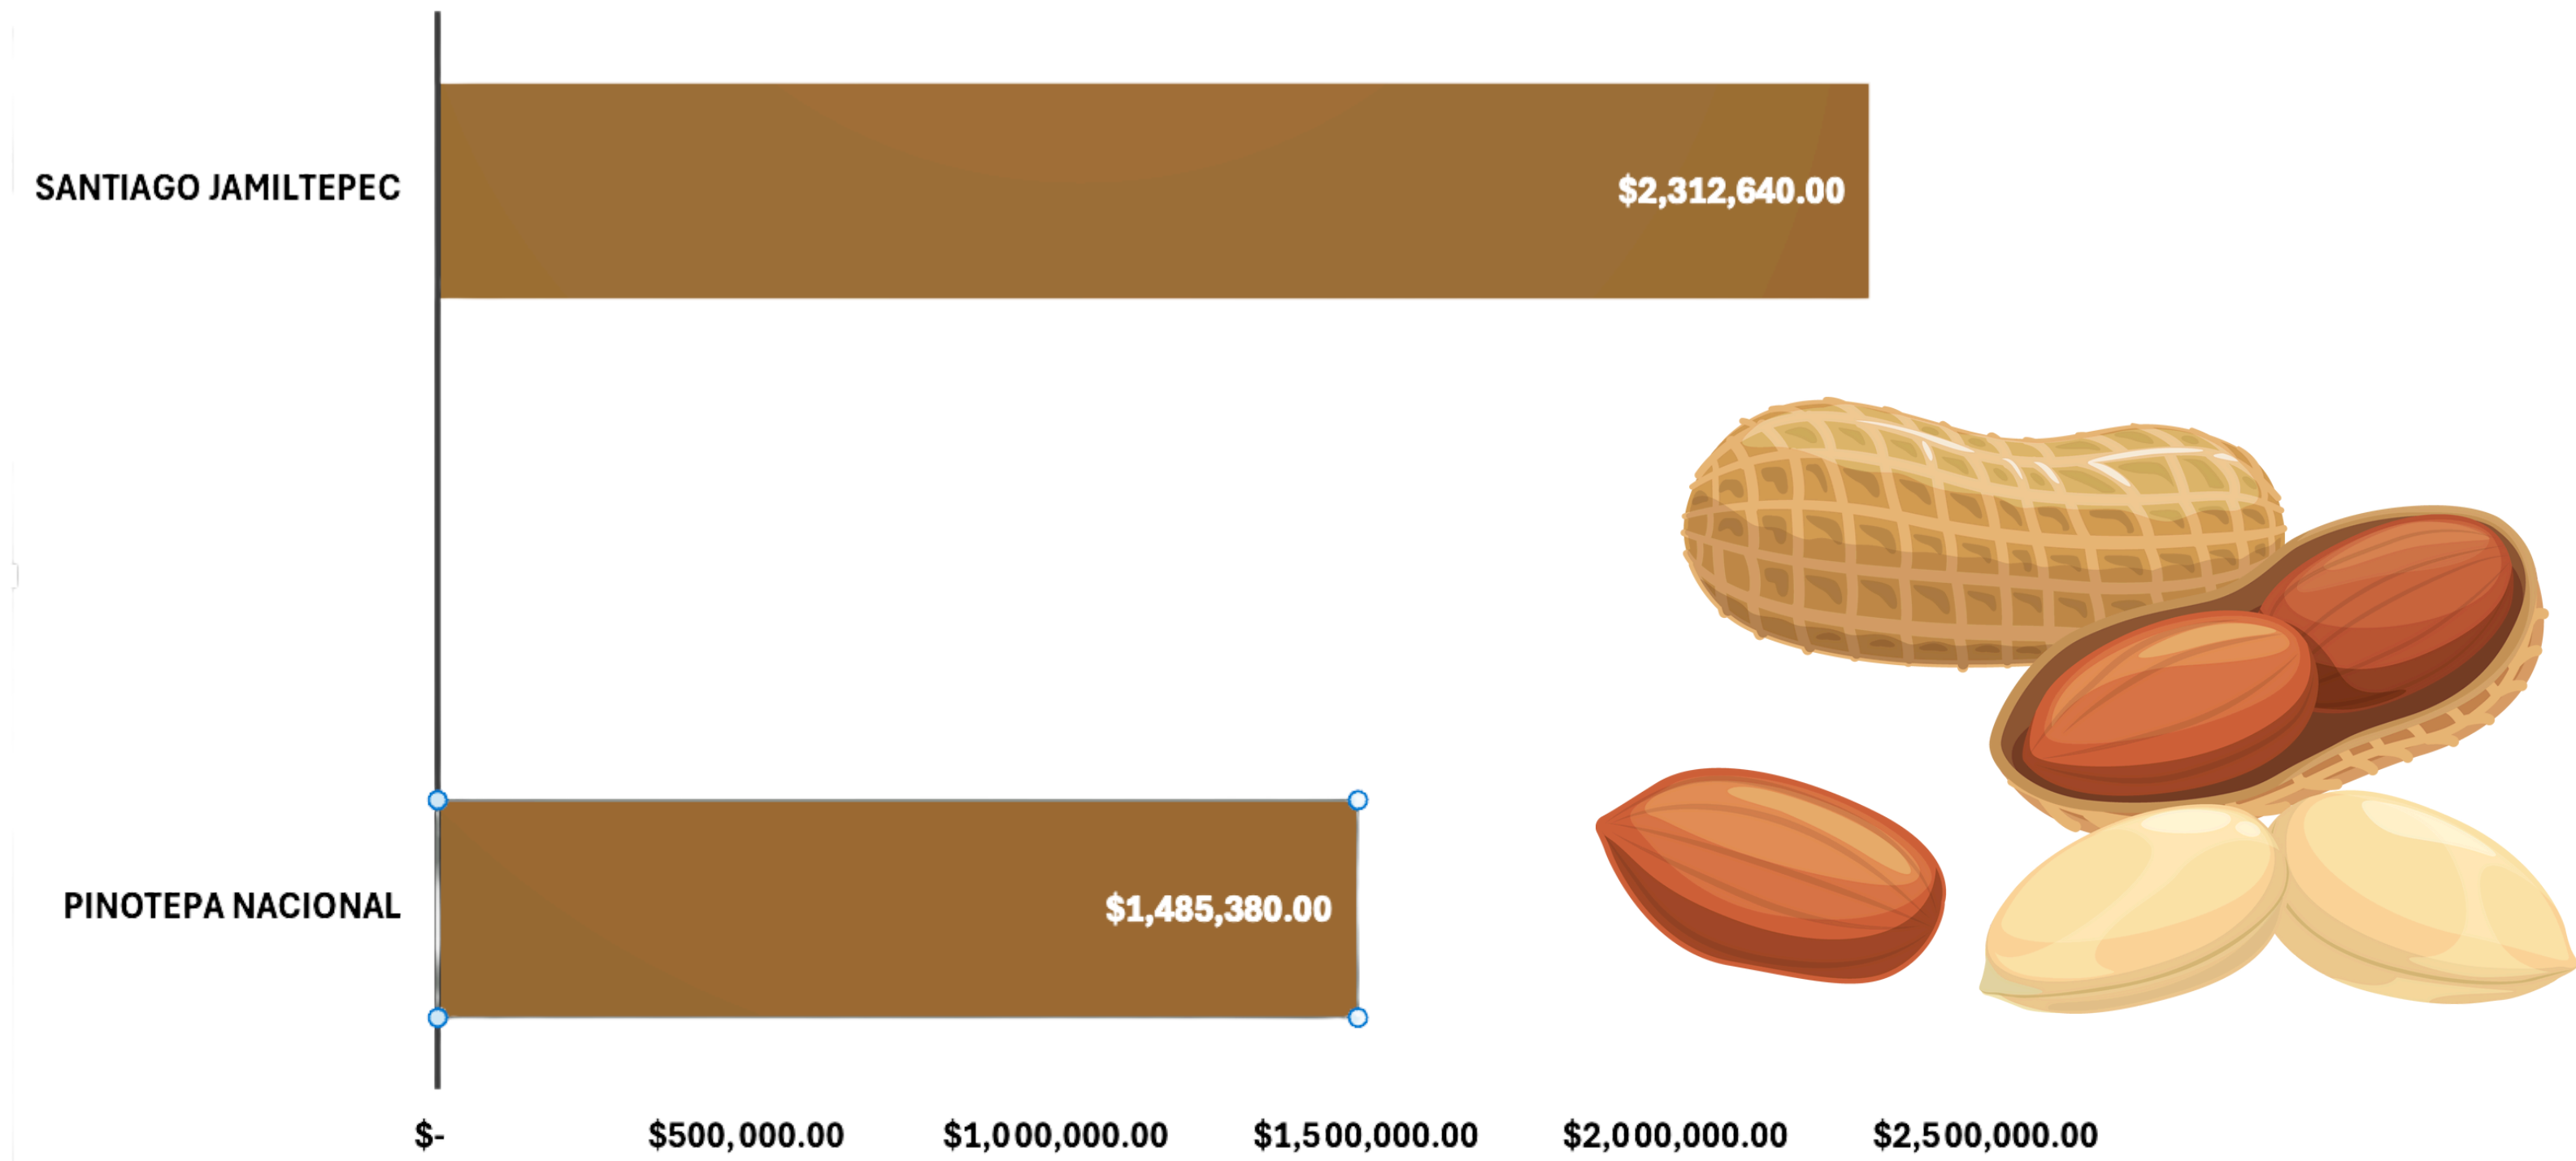 SANTIAGO JAMILTEPEC
$2,312,640.00
PINOTEPA NACIONAL
$1,485,380.00
$- $500,000.00 $1,000,000.00 $1,500,000.00 $2,000,000.00 $2,500,000.00